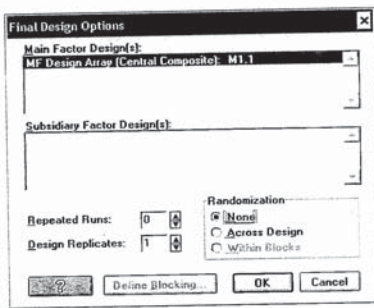 Final Design Options
Main Factor Design(s):
MF Design Array (Central Composite): M1.1
Subsidiary Factor Design(s):
Repeated Runs: 0
Design Replicates: 1
Randomization
None
Across Design
Within Blocks
?
Define Blocking...
OK
Cancel